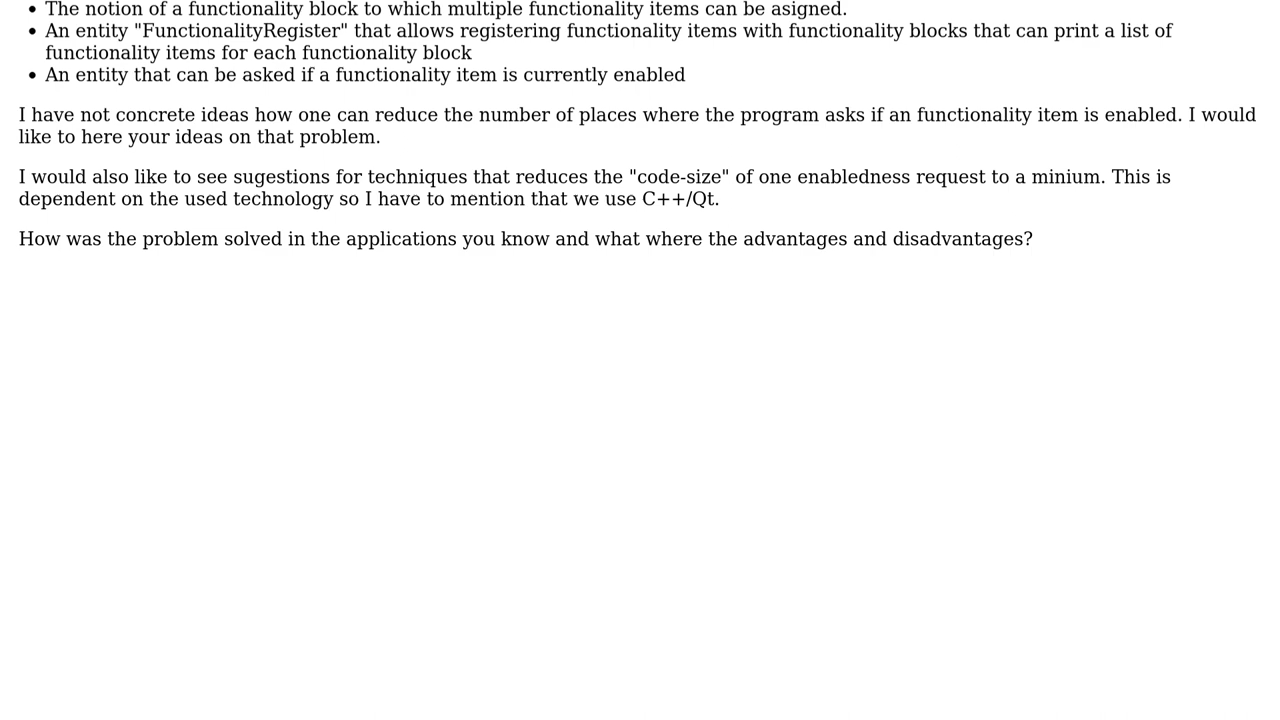 • The notion of a functionality block to which multiple functionality items can be asigned.
• An entity "FunctionalityRegister" that allows registering functionality items with functionality blocks that can print a list of
functionality items for each functionality block
• An entity that can be asked if a functionality item is currently enabled
I have not concrete ideas how one can reduce the number of places where the program asks if an functionality item is enabled. I would
like to here your ideas on that problem.
I would also like to see sugestions for techniques that reduces the "code-size" of one enabledness request to a minium. This is
dependent on the used technology so I have to mention that we use C++/Qt.
How was the problem solved in the applications you know and what where the advantages and disadvantages?